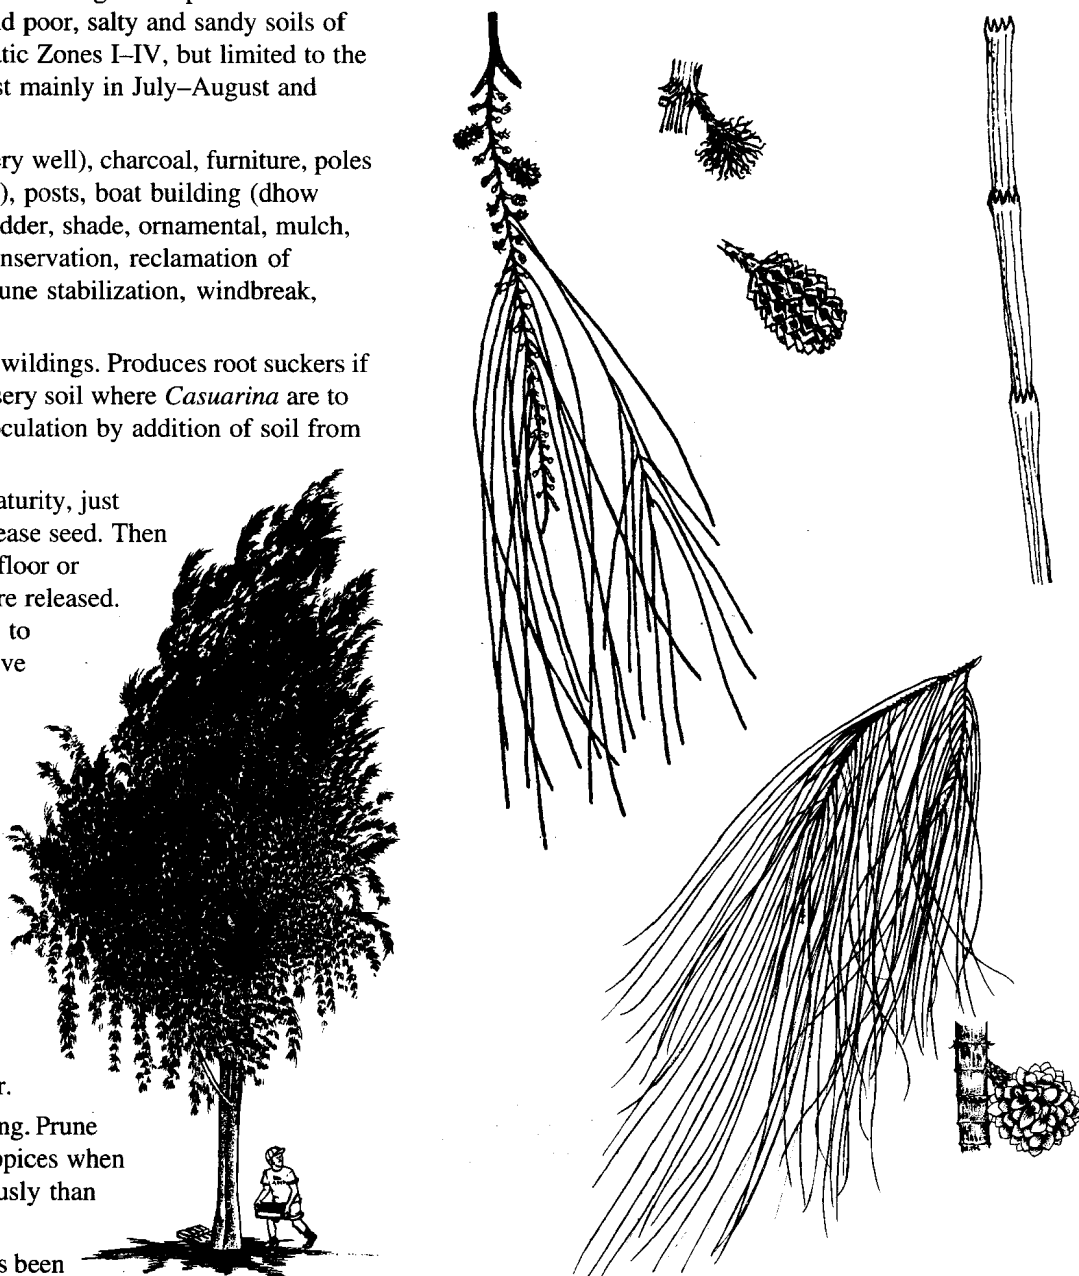 d poor, salty and sandy soils of
tic Zones I–IV, but limited to the
st mainly in July–August and
ery well), charcoal, furniture, poles
), posts, boat building (dhow
dder, shade, ornamental, mulch,
nservation, reclamation of
une stabilization, windbreak,
wildings. Produces root suckers if
sery soil where Casuarina are to
culation by addition of soil from
aturity, just
ease seed. Then
floor or
re released.
to
ve
r.
ng. Prune
ppices when
usly than
s been